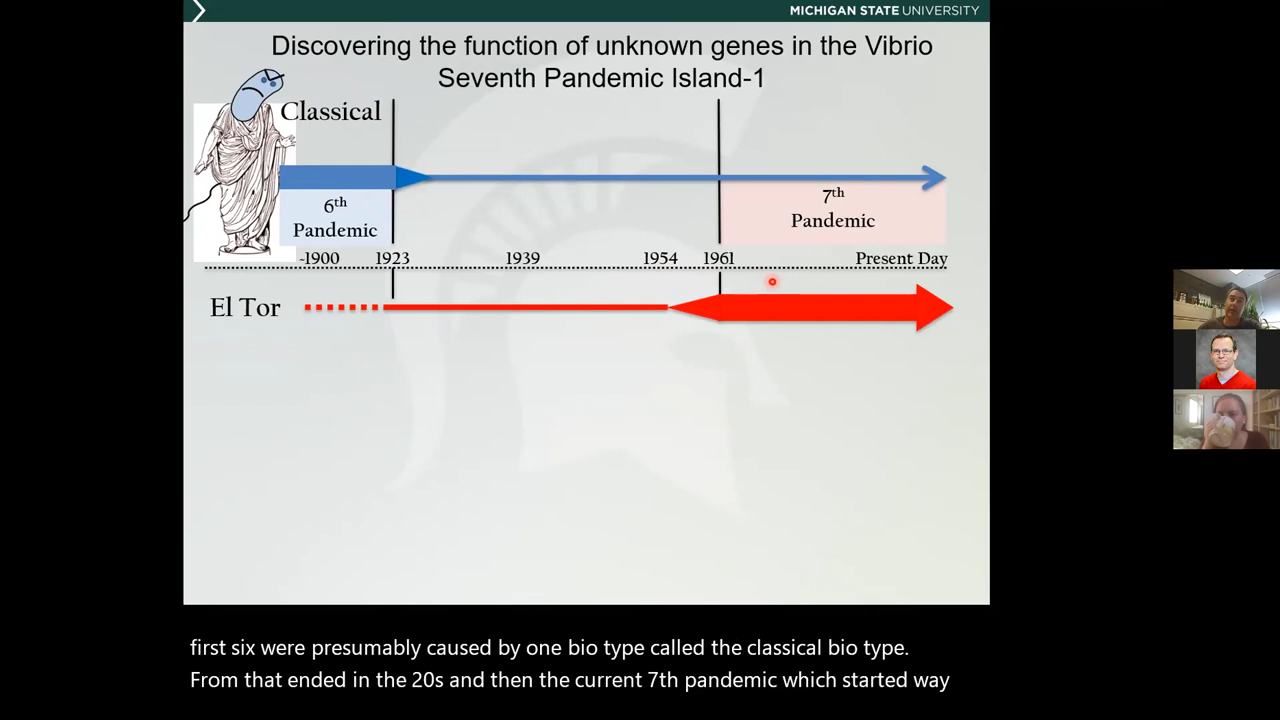 MICHIGAN STATE UNIVERSITY
Discovering the function of unknown genes in the Vibrio
Seventh Pandemic Island-1
Classical
6th
Pandemic
7th
Pandemic
~1900 1923 1939 1954 1961 Present Day
El Tor
first six were presumably caused by one bio type called the classical bio type.
From that ended in the 20s and then the current 7th pandemic which started way